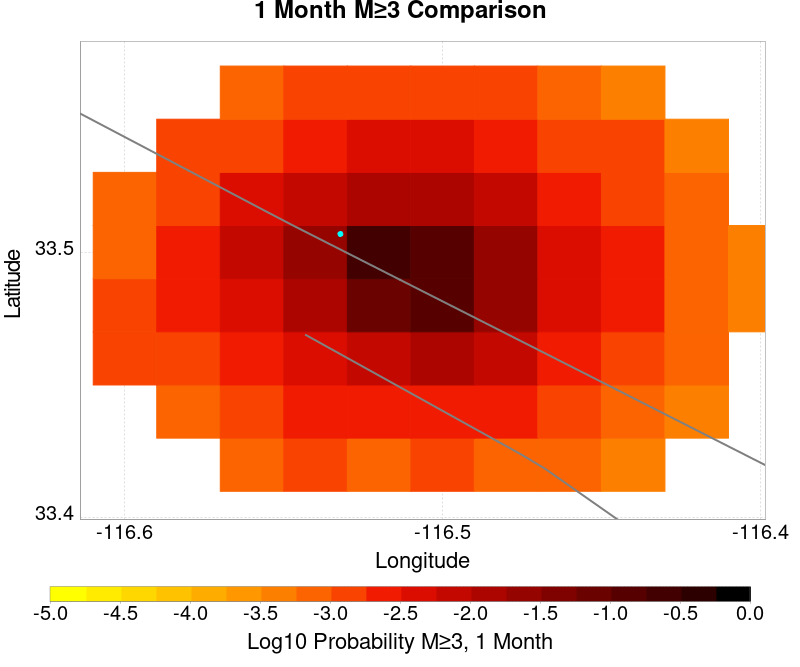 1 Month M≥3 Comparison
Latitude
33.5
33.4
-116.6 -116.5 -116.4
Longitude
-5.0 -4.5 -4.0 -3.5 -3.0 -2.5 -2.0 -1.5 -1.0 -0.5 0.0
Log10 Probability M≥3, 1 Month